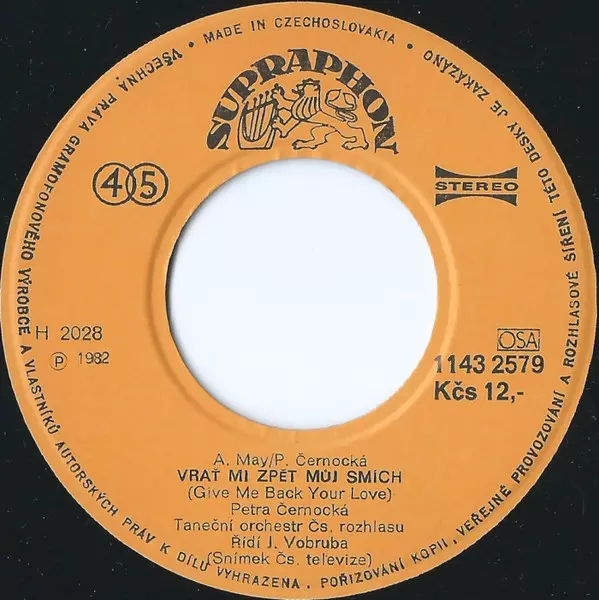 VŠECHNA PRÁVA GRAMOFONOVÉHO VÝROBCE A VLASTNÍKŮ AUTORSKÝCH PRÁV K DÍLU VYHRAZENA. POŘIZOVÁNÍ KOPIÍ, VEŘEJNÉ PROVOZOVÁNÍ A ROZHLASOVÉ ŠÍŘENÍ TÉTO DESKY JE ZAKÁZÁNO • MADE IN CZECHOSLOVAKIA •
SUPRAPHON
45
STEREO
H 2028
Ⓟ 1982
OSA
1143 2579
Kčs 12,-
A. May/P. Černocká
VRAŤ MI ZPĚT MŮJ SMÍCH
(Give Me Back Your Love)
Petra Černocká
Taneční orchestr Čs. rozhlasu
Řídí J. Vobruba
(Snímek Čs. televize)